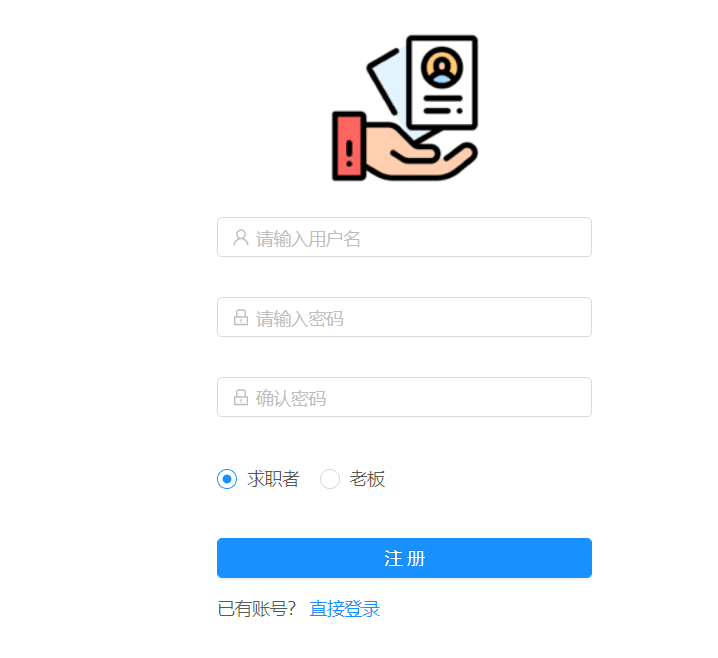 请输入用户名
请输入密码
确认密码
求职者 老板
注 册
已有账号? 直接登录